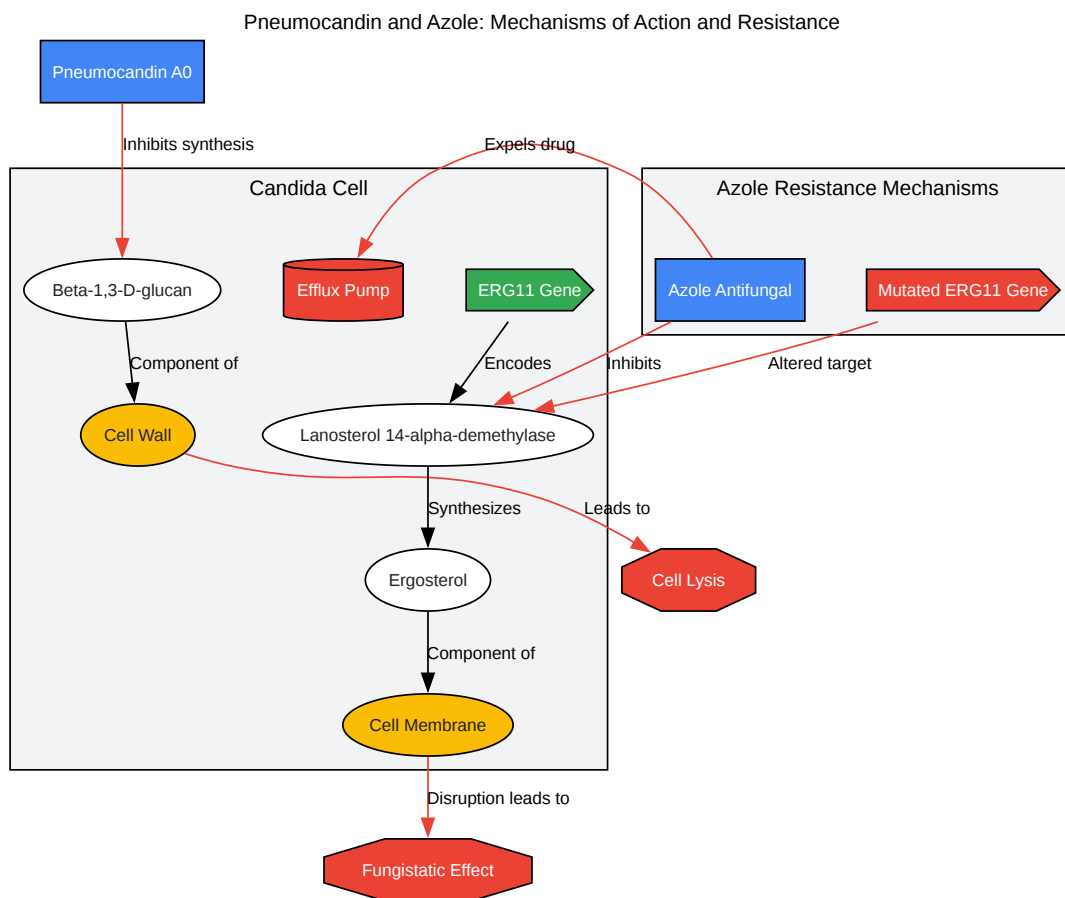 Pneumocandin and Azole: Mechanisms of Action and Resistance
Pneumocandin A0
Inhibits synthesis
Expels drug
Candida Cell
Azole Resistance Mechanisms
Beta-1,3-D-glucan
Efflux Pump
ERG11 Gene
Azole Antifungal
Mutated ERG11 Gene
Component of
Encodes
Inhibits
Altered target
Cell Wall
Lanosterol 14-alpha-demethylase
Synthesizes
Leads to
Ergosterol
Cell Lysis
Component of
Cell Membrane
Disruption leads to
Fungistatic Effect